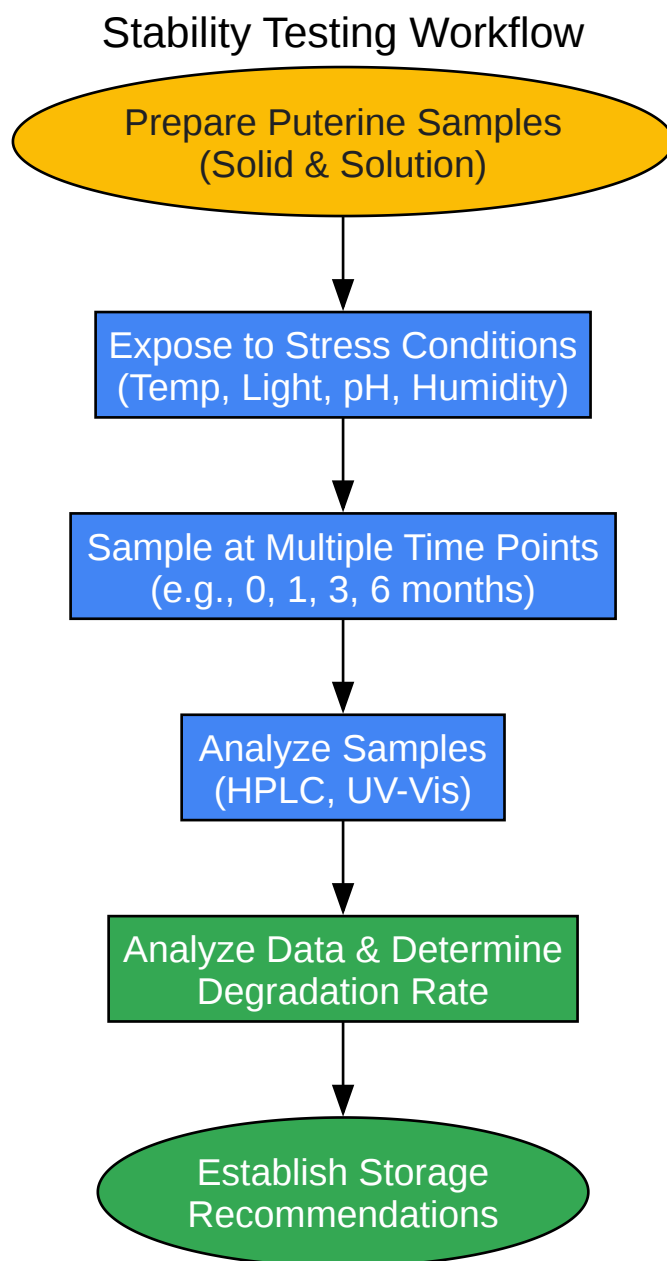 Stability Testing Workflow
Prepare Puterine Samples
(Solid & Solution)
Expose to Stress Conditions
(Temp, Light, pH, Humidity)
Sample at Multiple Time Points
(e.g., 0, 1, 3, 6 months)
Analyze Samples
(HPLC, UV-Vis)
Analyze Data & Determine
Degradation Rate
Establish Storage
Recommendations